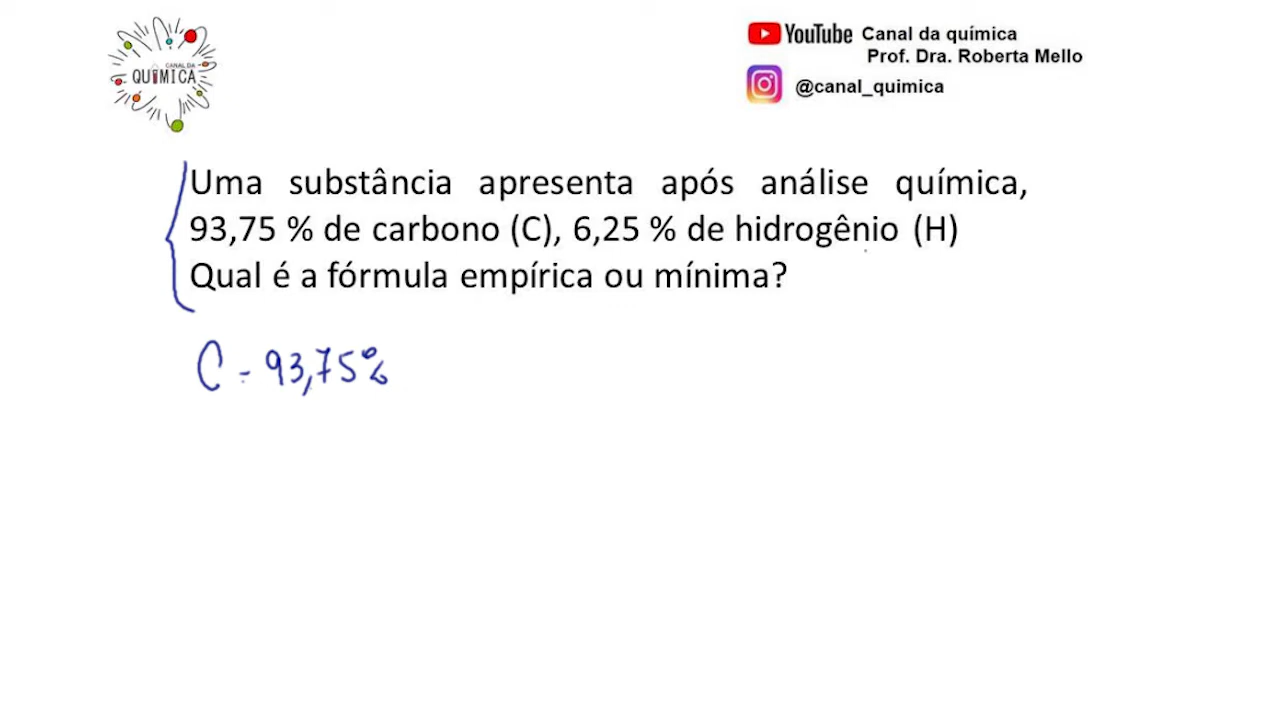 CANAL DA
QUÍMICA
YouTube Canal da química
Prof. Dra. Roberta Mello
@canal_quimica
Uma substância apresenta após análise química,
93,75 % de carbono (C), 6,25 % de hidrogênio (H)
Qual é a fórmula empírica ou mínima?
C - 93,75%